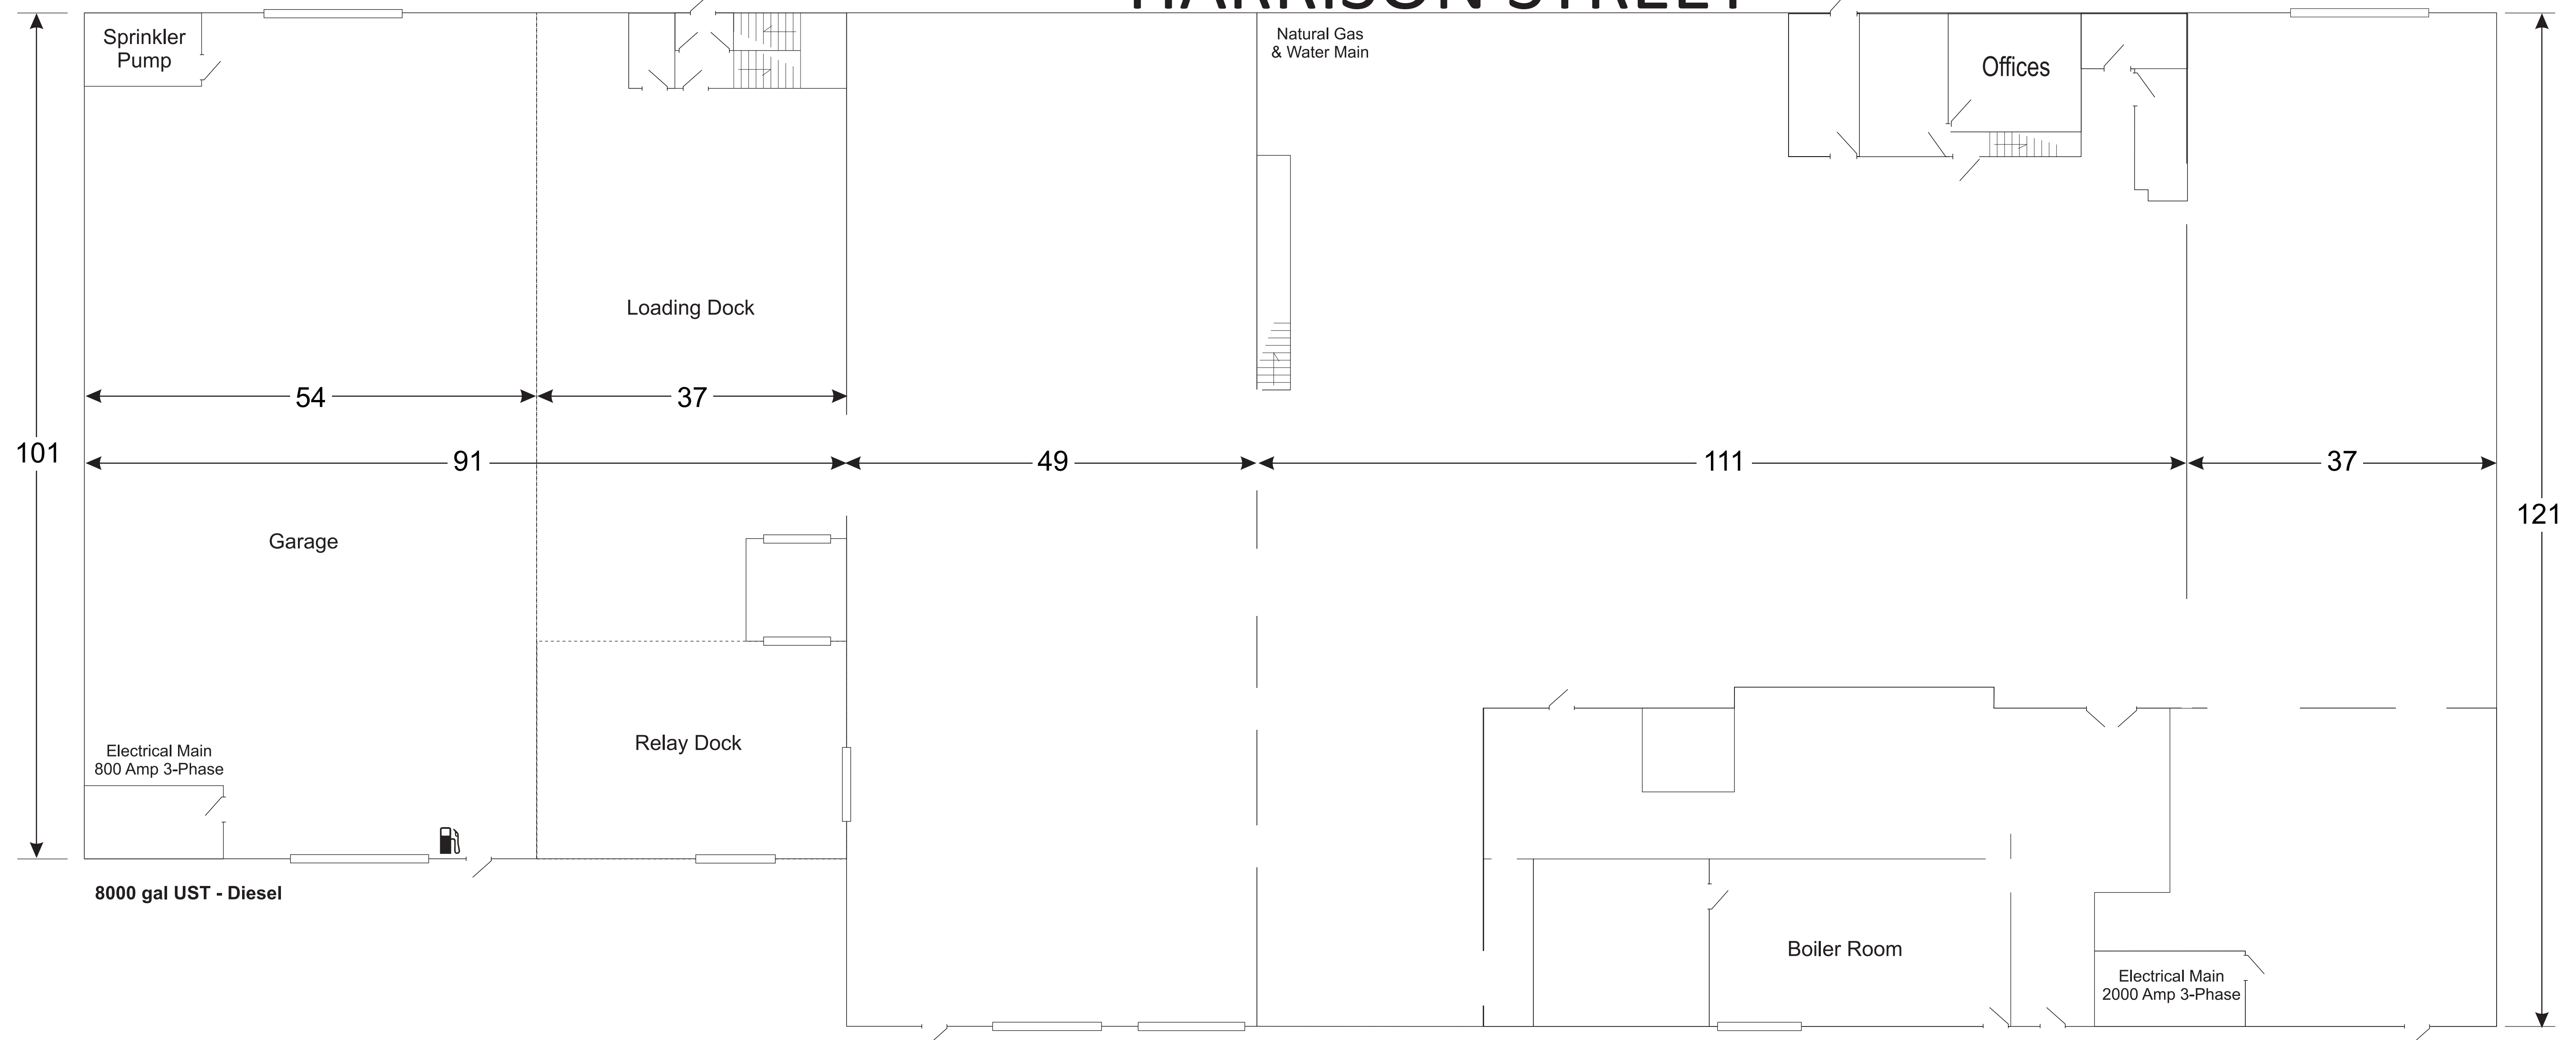 HARRISON STREET
Sprinkler
Pump
Natural Gas
& Water Main
Offices
Loading Dock
54
37
101
91
49
111
37
121
Garage
Relay Dock
Electrical Main
800 Amp 3-Phase
8000 gal UST - Diesel
Boiler Room
Electrical Main
2000 Amp 3-Phase